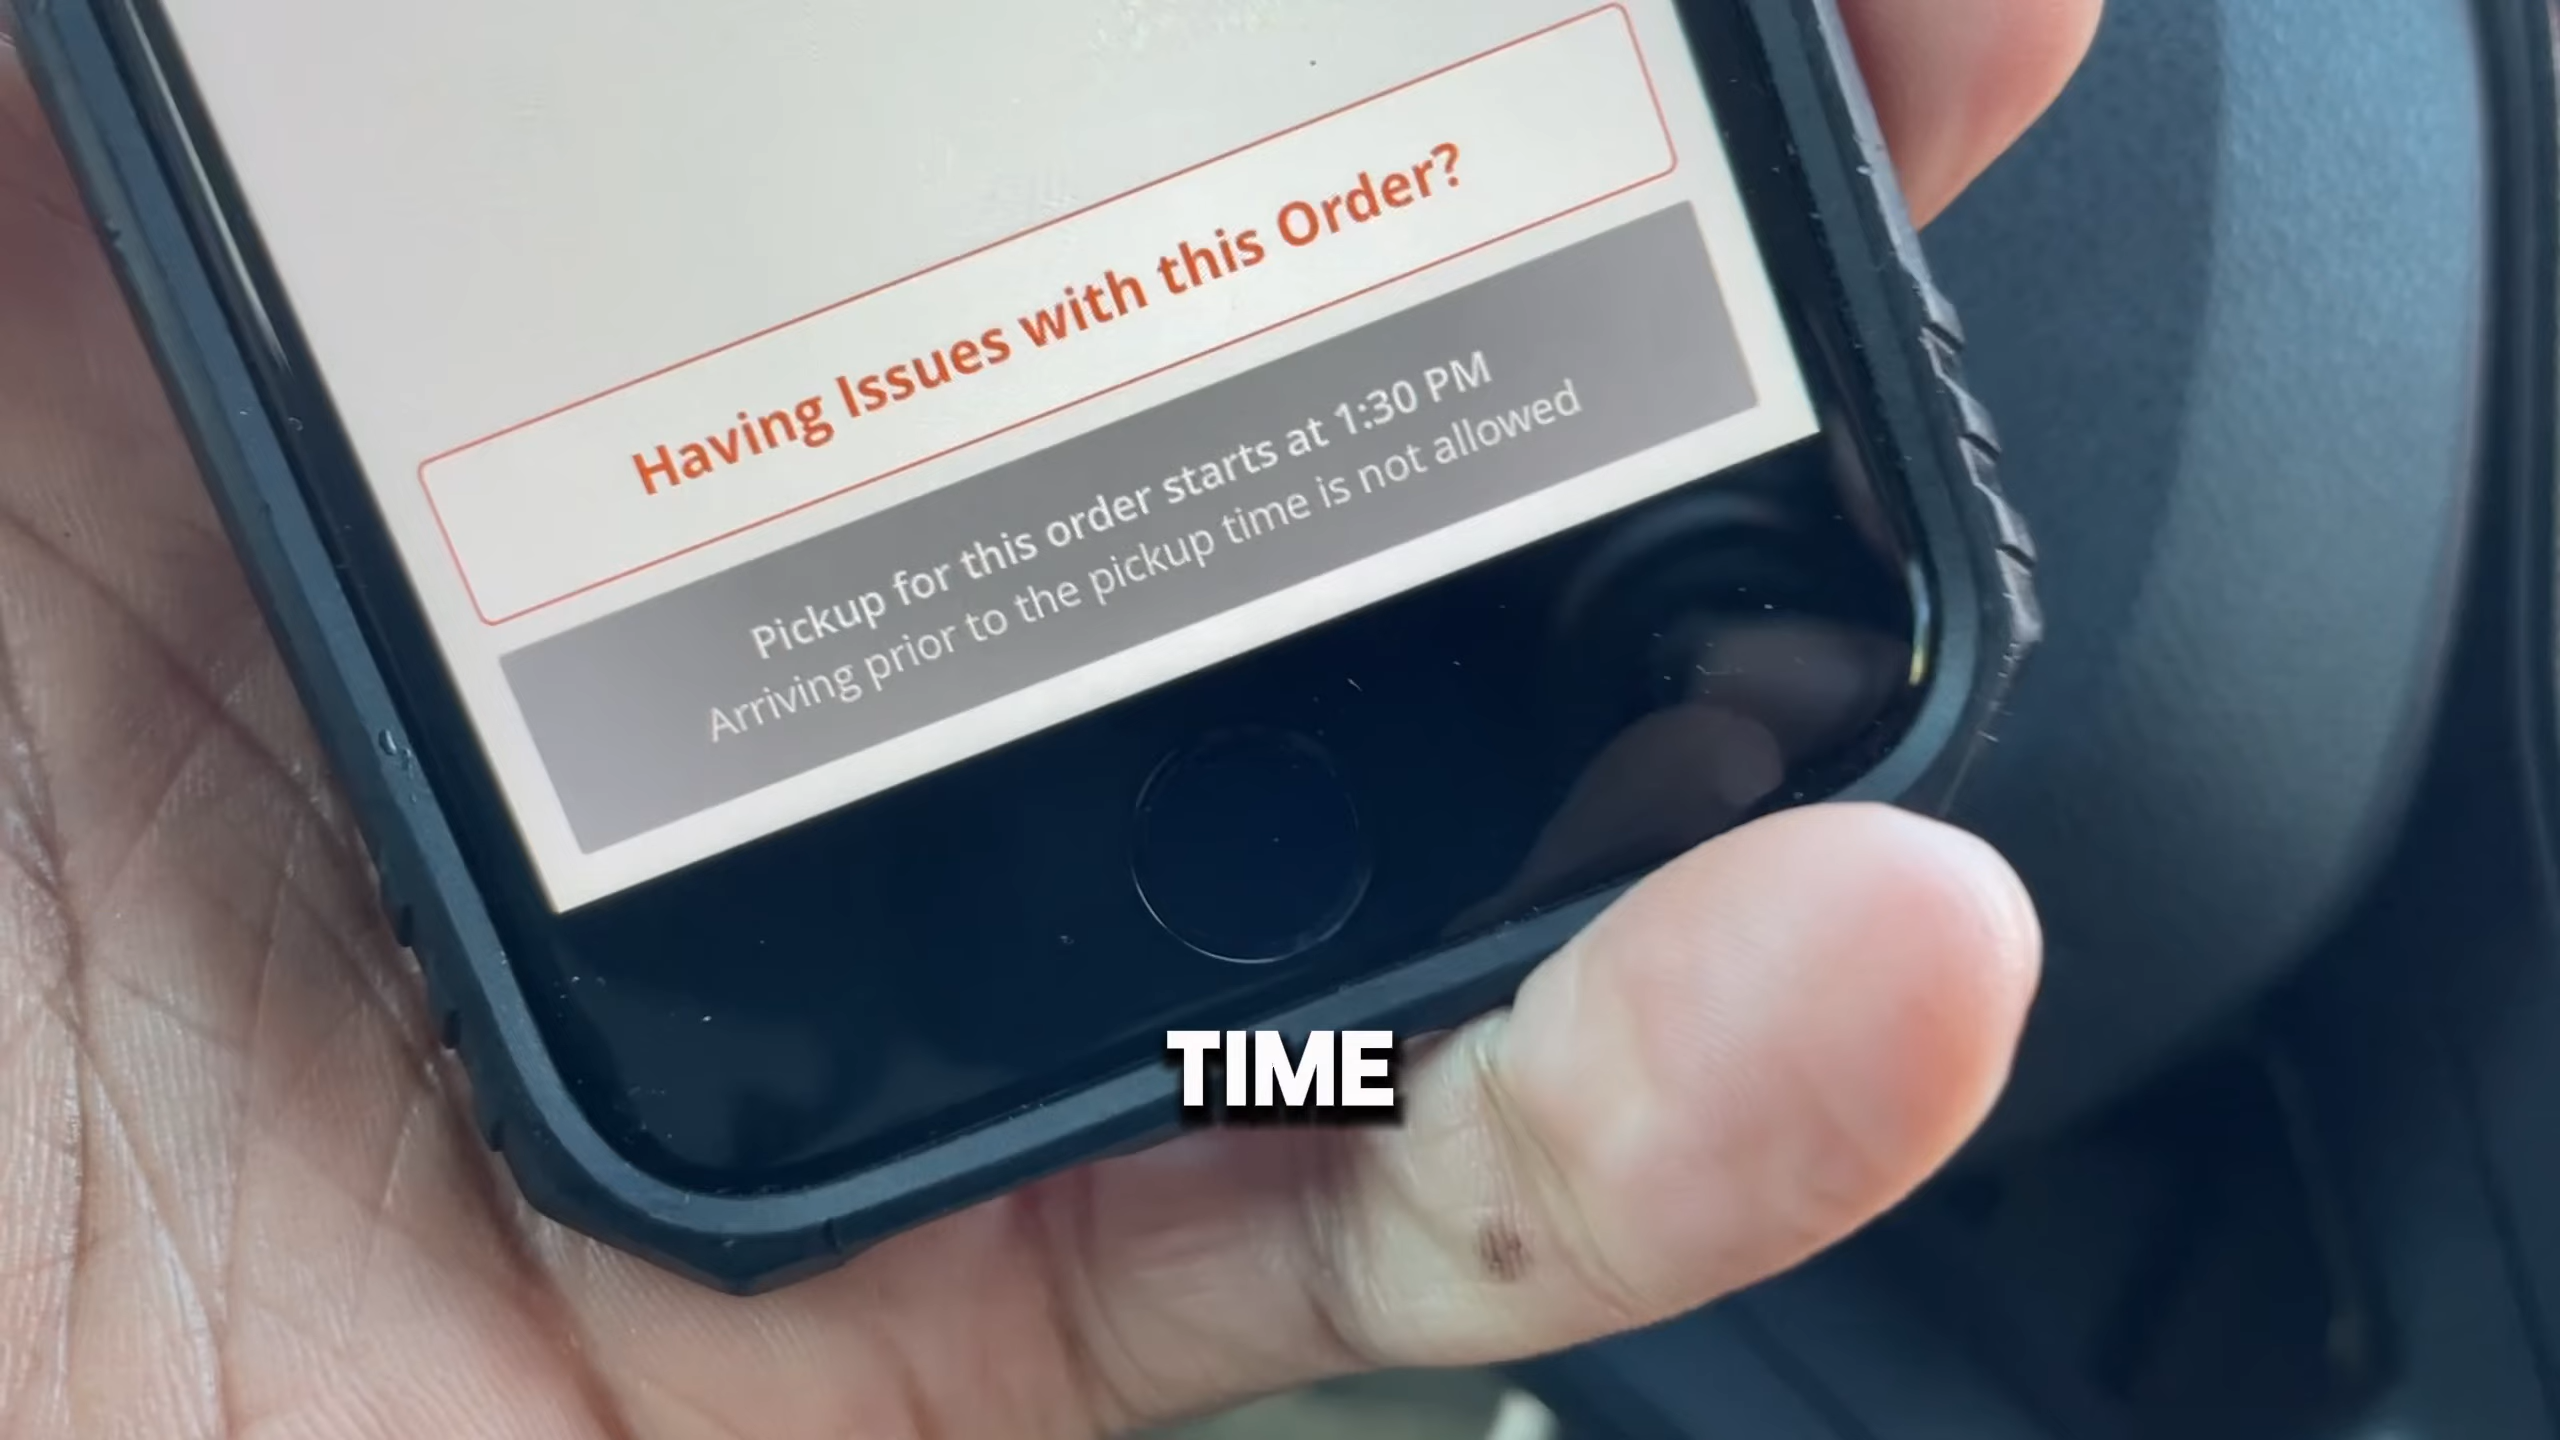 Having Issues with this Order?
Pickup for this order starts at 1:30 PM
Arriving prior to the pickup time is not allowed
TIME